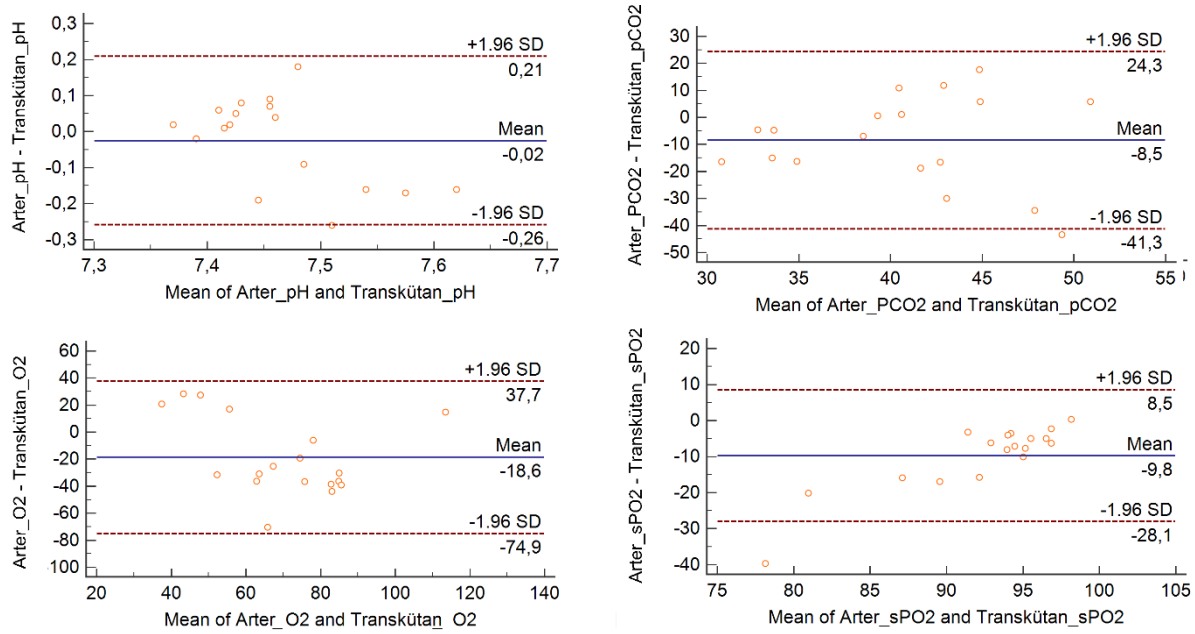 Arter_pH - Transkütan_pH
0,3
0,2
0,1
0,0
-0,1
-0,2
-0,3
+1.96 SD
0,21
Mean
-0,02
-1.96 SD
-0,26
7,3 7,4 7,5 7,6 7,7
Mean of Arter_pH and Transkütan_pH
Arter_PCO2 - Transkütan_pCO2
30
20
10
0
-10
-20
-30
-40
-50
+1.96 SD
24,3
Mean
-8,5
-1.96 SD
-41,3
30 35 40 45 50 55
Mean of Arter_PCO2 and Transkütan_pCO2
Arter_O2 - Transkütan_O2
60
40
20
0
-20
-40
-60
-80
100
+1.96 SD
37,7
Mean
-18,6
-1.96 SD
-74,9
20 40 60 80 100 120 140
Mean of Arter_O2 and Transkütan_O2
Arter_sPO2 - Transkütan_sPO2
20
10
0
-10
-20
-30
-40
+1.96 SD
8,5
Mean
-9,8
-1.96 SD
-28,1
75 80 85 90 95 100 105
Mean of Arter_sPO2 and Transkütan_sPO2